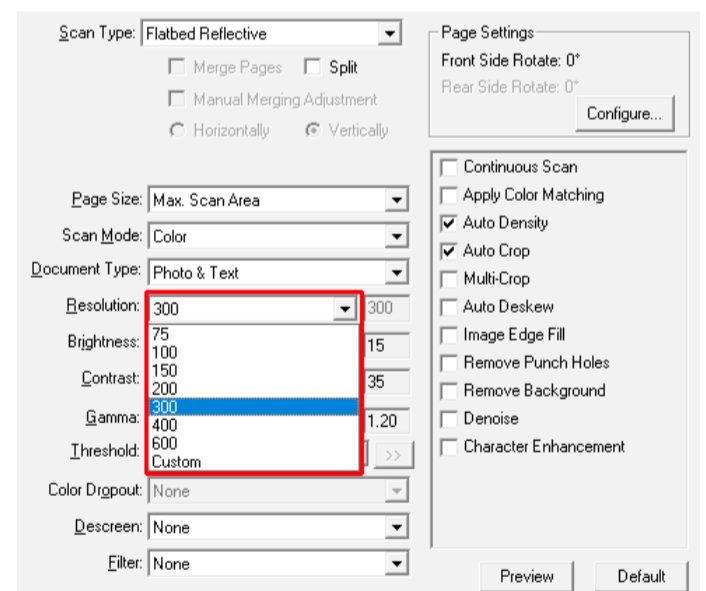 Scan Type: Flatbed Reflective
Merge Pages Split
Manual Merging Adjustment
Horizontally Vertically
Page Size: Max. Scan Area
Scan Mode: Color
Document Type: Photo & Text
Resolution: 300 300
75
Brightness: 15
100
150
Contrast: 35
200
300
Gamma: 1.20
400
600
Threshold: >>
Custom
Color Dropout: None
Descreen: None
Filter: None
Page Settings
Front Side Rotate: 0°
Rear Side Rotate: 0°
Configure...
Continuous Scan
Apply Color Matching
Auto Density
Auto Crop
Multi-Crop
Auto Deskew
Image Edge Fill
Remove Punch Holes
Remove Background
Denoise
Character Enhancement
Preview Default